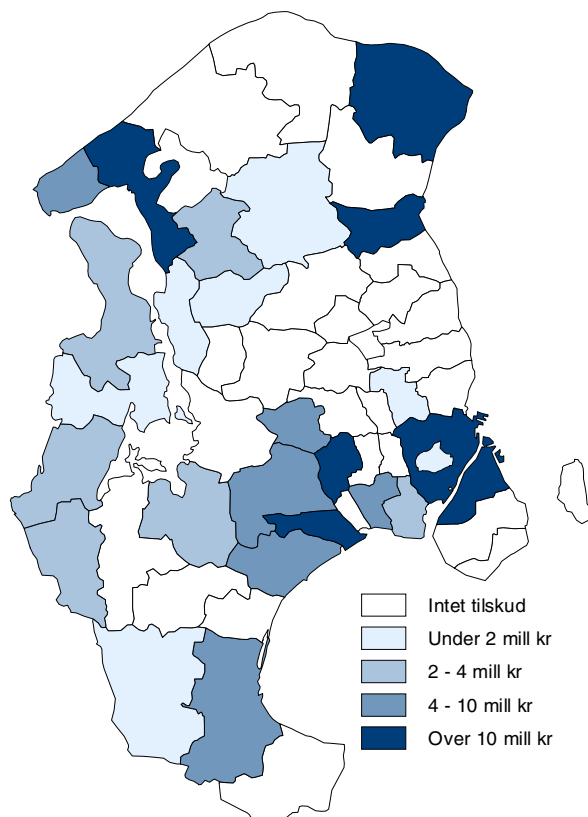 Intet tilskud
Under 2 mill kr
2 - 4 mill kr
4 - 10 mill kr
Over 10 mill kr